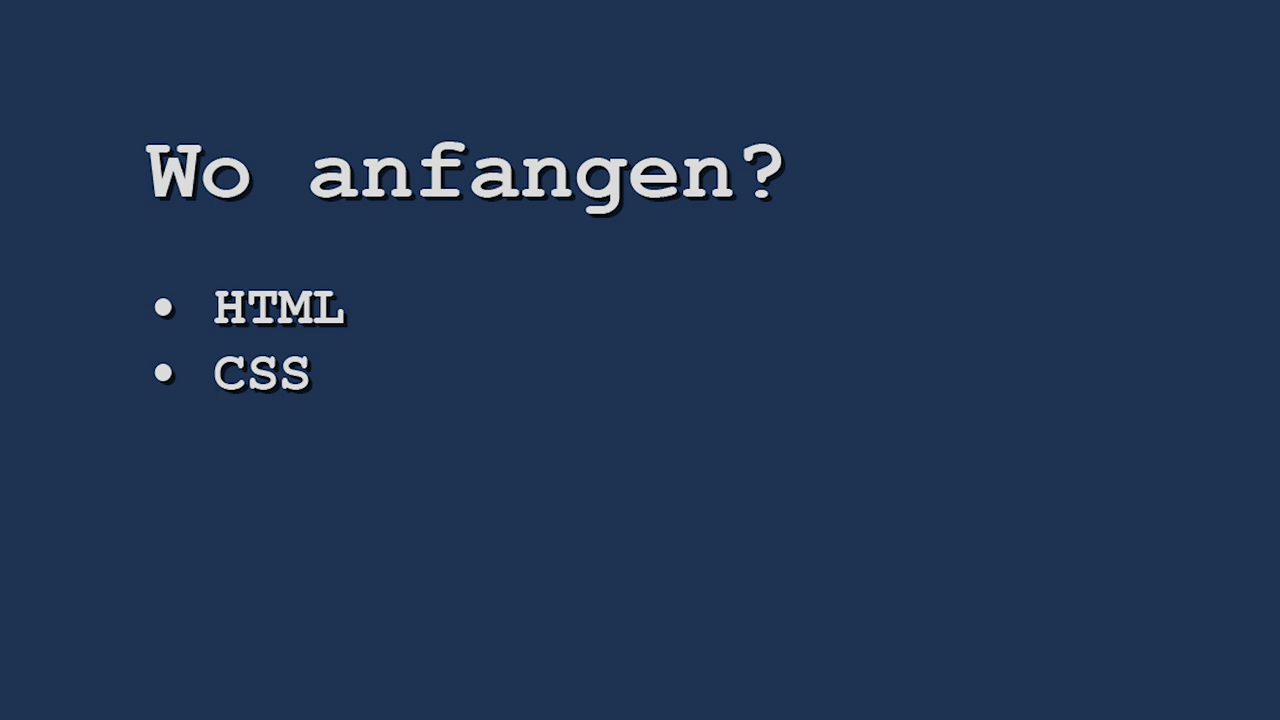 Wo anfangen?
• HTML
• CSS